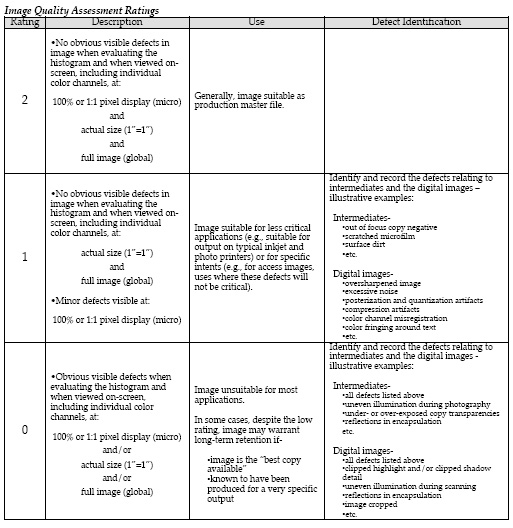 Image Quality Assessment Ratings
Rating Description Use Defect Identification
2
•No obvious visible defects in
image when evaluating the
histogram and when viewed on-
screen, including individual
color channels, at:
100% or 1:1 pixel display (micro)
and
actual size (1"=1")
and
full image (global)
Generally, image suitable as
production master file.
1
•No obvious visible defects in
image when evaluating the
histogram and when viewed on-
screen, including individual
color channels, at:
actual size (1"=1")
and
full image (global)
•Minor defects visible at:
100% or 1:1 pixel display (micro)
Image suitable for less critical
applications (e.g., suitable for
output on typical inkjet and
photo printers) or for specific
intents (e.g., for access images,
uses where these defects will
not be critical).
Identify and record the defects relating to
intermediates and the digital images –
illustrative examples:
Intermediates-
•out of focus copy negative
•scratched microfilm
•surface dirt
•etc.
Digital images-
•oversharpened image
•excessive noise
•posterization and quantization artifacts
•compression artifacts
•color channel misregistration
•color fringing around text
•etc.
0
•Obvious visible defects when
evaluating the histogram and
when viewed on-screen,
including individual color
channels, at:
100% or 1:1 pixel display (micro)
and/or
actual size (1"=1")
and/or
full image (global)
Image unsuitable for most
applications.
In some cases, despite the low
rating, image may warrant
long-term retention if-
•image is the "best copy
available"
•known to have been
produced for a very specific
output
Identify and record the defects relating to
intermediates and the digital images -
illustrative examples:
Intermediates-
•all defects listed above
•uneven illumination during photography
•under- or over-exposed copy transparencies
•reflections in encapsulation
etc.
Digital images-
•all defects listed above
•clipped highlight and/or clipped shadow
detail
•uneven illumination during scanning
•reflections in encapsulation
•image cropped
•etc.